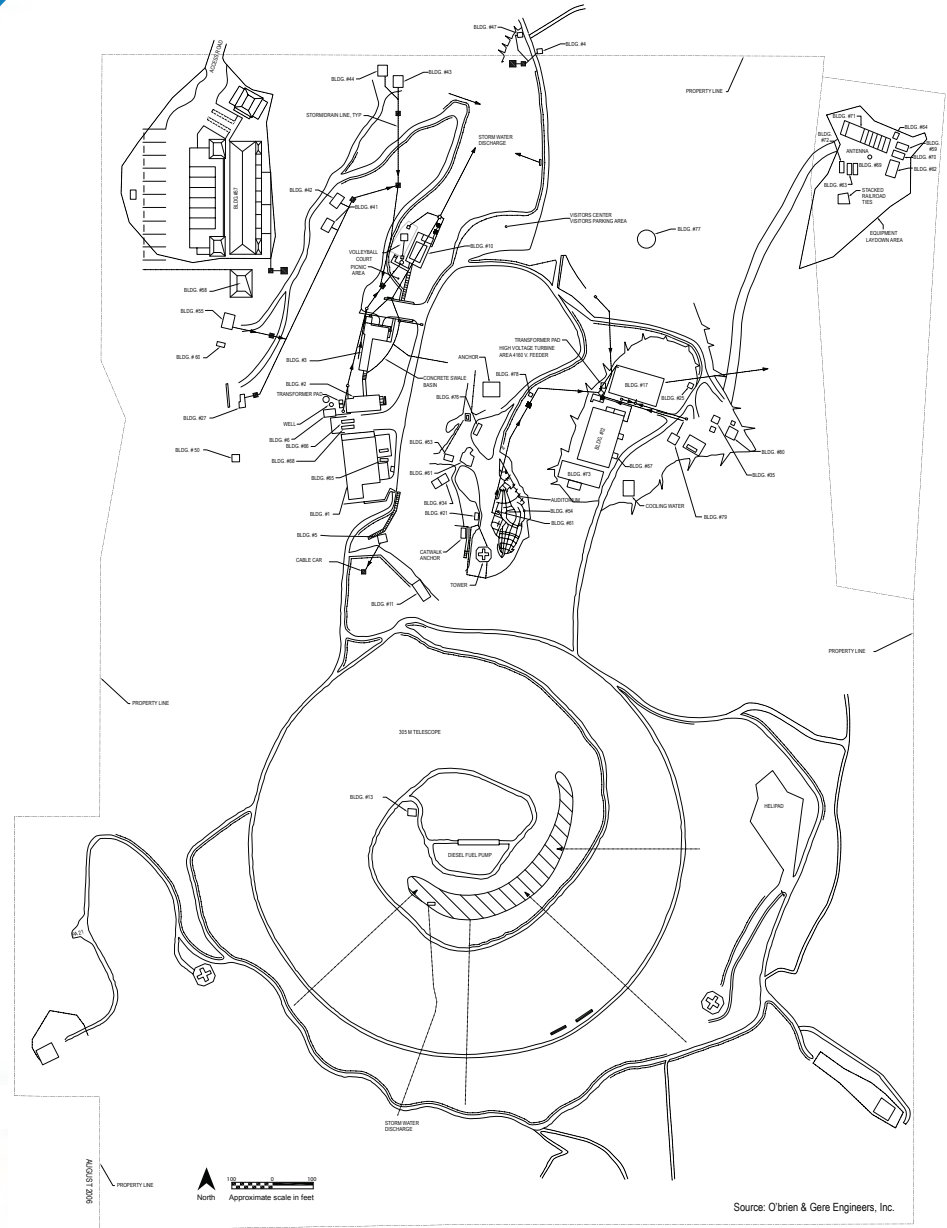 BLDG. #47
BLDG. #4
ACCESS ROAD
BLDG. #44
BLDG. #43
PROPERTY LINE
STORMDRAIN LINE, TYP
STORM WATER
DISCHARGE
BLDG. #71
BLDG. #64
BLDG.
#72
BLDG.
#59
ANTENNA
BLDG. #70
BLDG. #69
BLDG. #62
BLDG. #63
STACKED
RAILROAD
TIES
BLDG.#57
BLDG. #42
BLDG. #41
VISITORS CENTER
VISITORS PARKING AREA
BLDG. #77
EQUIPMENT
LAYDOWN AREA
VOLLEYBALL
COURT
BLDG. #10
PICNIC
AREA
BLDG. #58
BLDG. #55
BLDG. # 60
BLDG. #3
ANCHOR
TRANSFORMER PAD
HIGH VOLTAGE TURBINE
AREA 4160 V. FEEDER
CONCRETE SWALE
BASIN
BLDG. #78
BLDG. #2
BLDG. #17
TRANSFORMER PAD
BLDG. #76
BLDG. #25
BLDG. #27
WELL
BLDG. #6
BLDG. #66
BLDG. #53
BLDG. # 50
BLDG. #68
BLDG. #80
BLDG. #65
BLDG. #61
BLDG. #73
BLDG. #67
BLDG. #35
BLDG. #34
AUDITORIUM
COOLING WATER
BLDG. #1
BLDG. #21
BLDG. #54
BLDG. #79
BLDG. #61
BLDG. #5
CATWALK
ANCHOR
CABLE CAR
TOWER
BLDG. #11
PROPERTY LINE
PROPERTY LINE
305 M TELESCOPE
BLDG. #13
HELIPAD
DIESEL FUEL PUMP
STORM WATER
DISCHARGE
AUGUST 2006
PROPERTY LINE
100 0 100
North Approximate scale in feet
Source: O'brien & Gere Engineers, Inc.